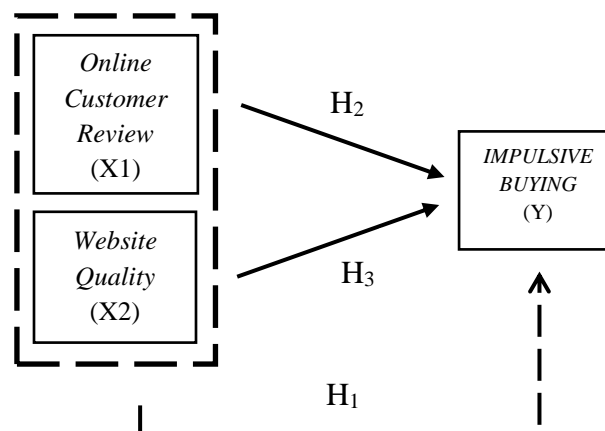 Online
Customer
Review
(X1)
H2
IMPULSIVE
BUYING
(Y)
Website
Quality
(X2)
H3
H1